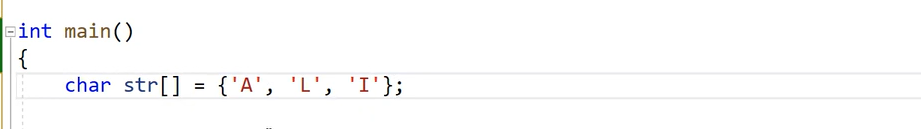 int main()
{
char str[] = {'A', 'L', 'I'};